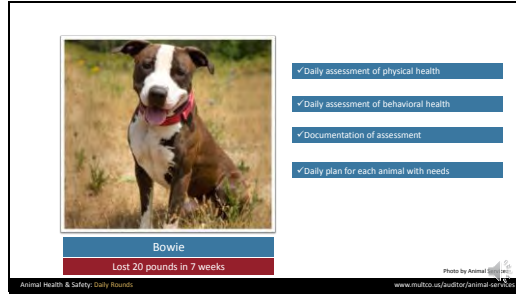 ✓Daily assessment of physical health
✓Daily assessment of behavioral health
✓Documentation of assessment
✓Daily plan for each animal with needs
Bowie
Lost 20 pounds in 7 weeks
Photo by Animal
Animal Health & Safety: Daily Rounds
www.multco.us/auditor/animal-services